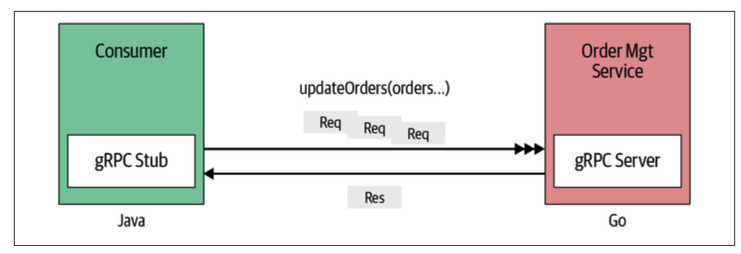 Consumer
Order Mgt
Service
updateOrders(orders...)
Req
Req
Req
gRPC Stub
gRPC Server
Res
Java
Go